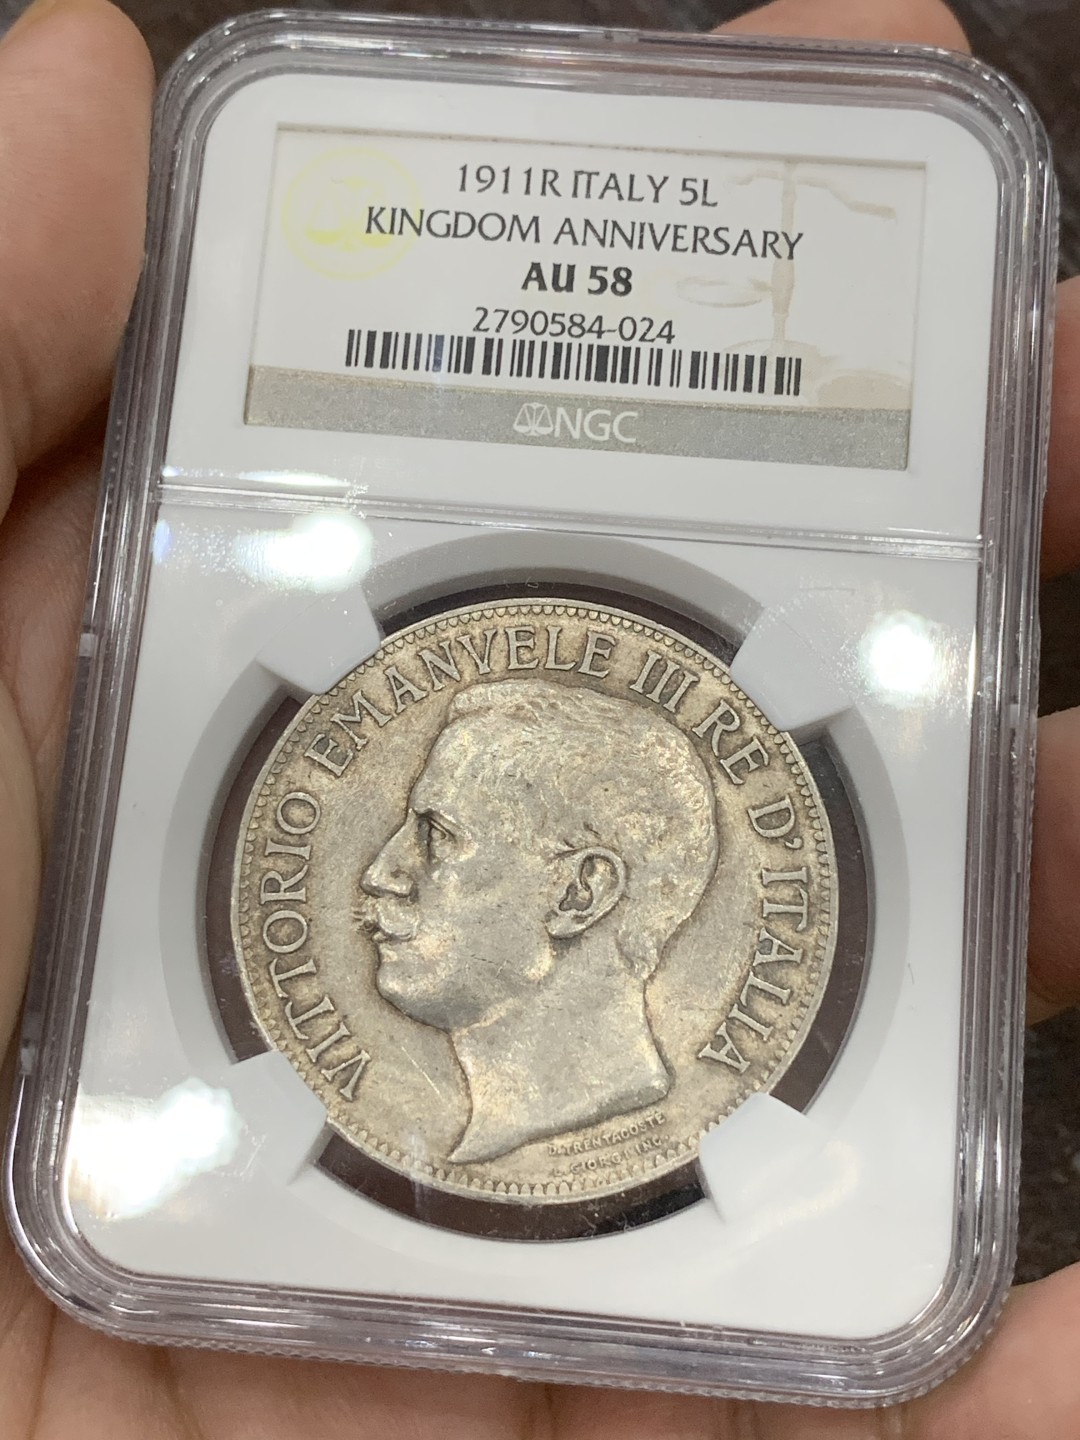 1911R ITALY 5L
KINGDOM ANNIVERSARY
AU 58
2790584-024
NGC
VITTORIO EMANVELE III RE D'ITALIA
D. TRENTACOSTE
L. GIORGI INC.